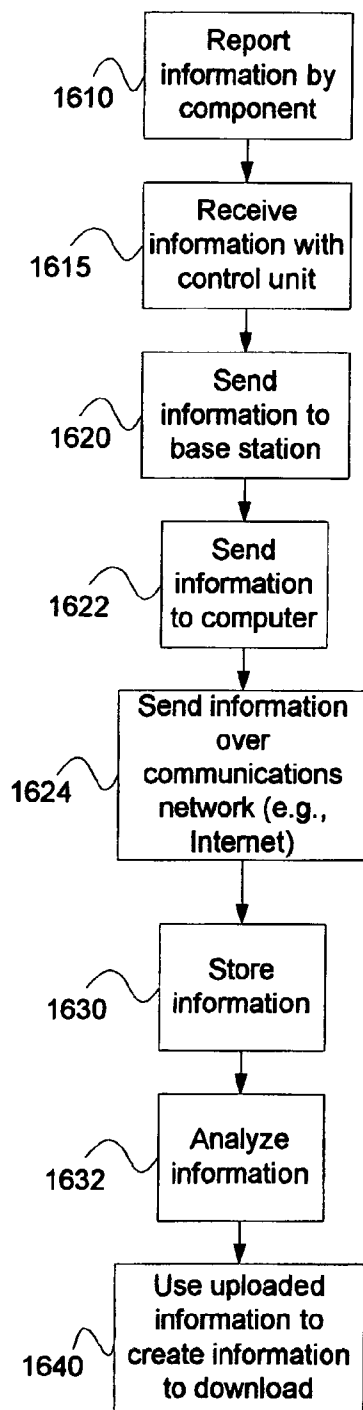 Report
information by
component
1610
Receive
information with
control unit
1615
Send
information to
base station
1620
Send
information
to computer
1622
Send information
over
communications
network (e.g.,
Internet)
1624
Store
information
1630
Analyze
information
1632
Use uploaded
information to
create information
to download
1640